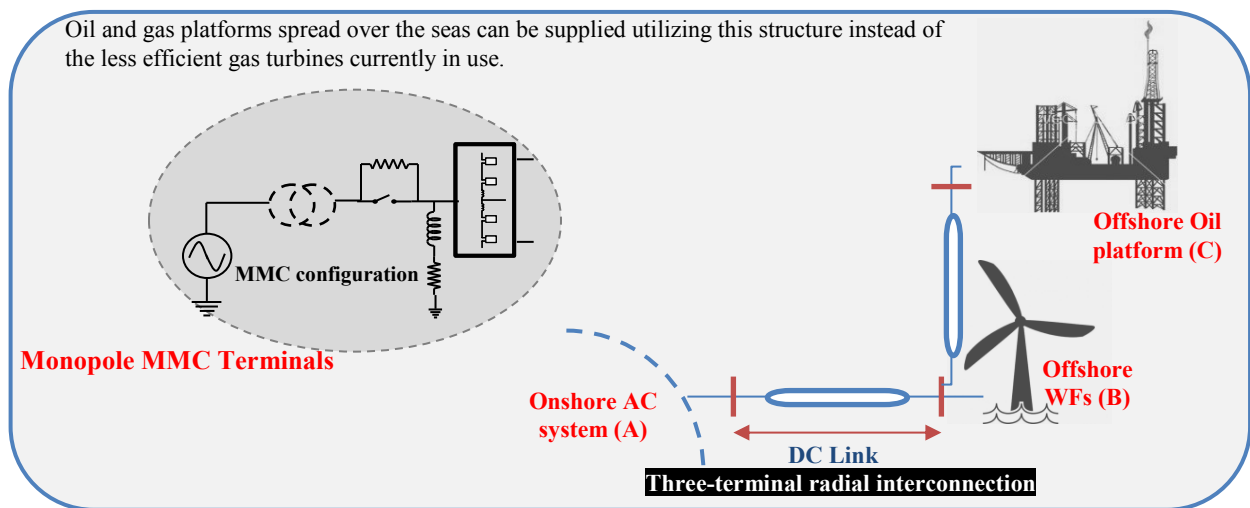 Oil and gas platforms spread over the seas can be supplied utilizing this structure instead of
the less efficient gas turbines currently in use.
MMC configuration
Monopole MMC Terminals
Offshore Oil
platform (C)
Offshore
WFs (B)
Onshore AC
system (A)
DC Link
Three-terminal radial interconnection